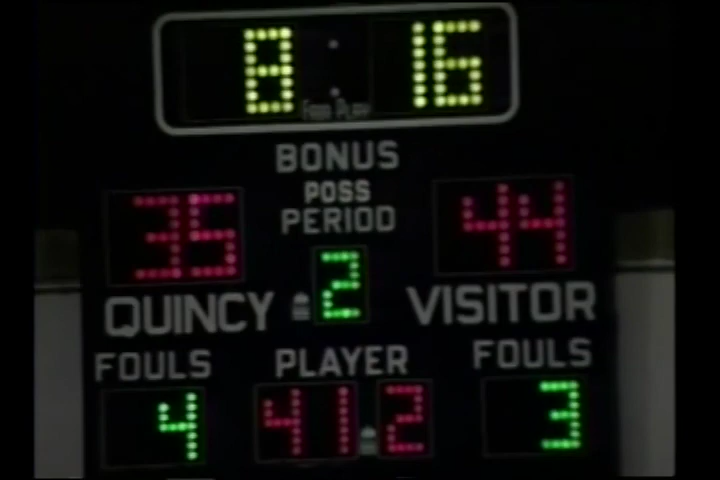 8:16
BONUS
POSS
35 PERIOD 44
QUINCY 2 VISITOR
FOULS PLAYER FOULS
4 41 2 3